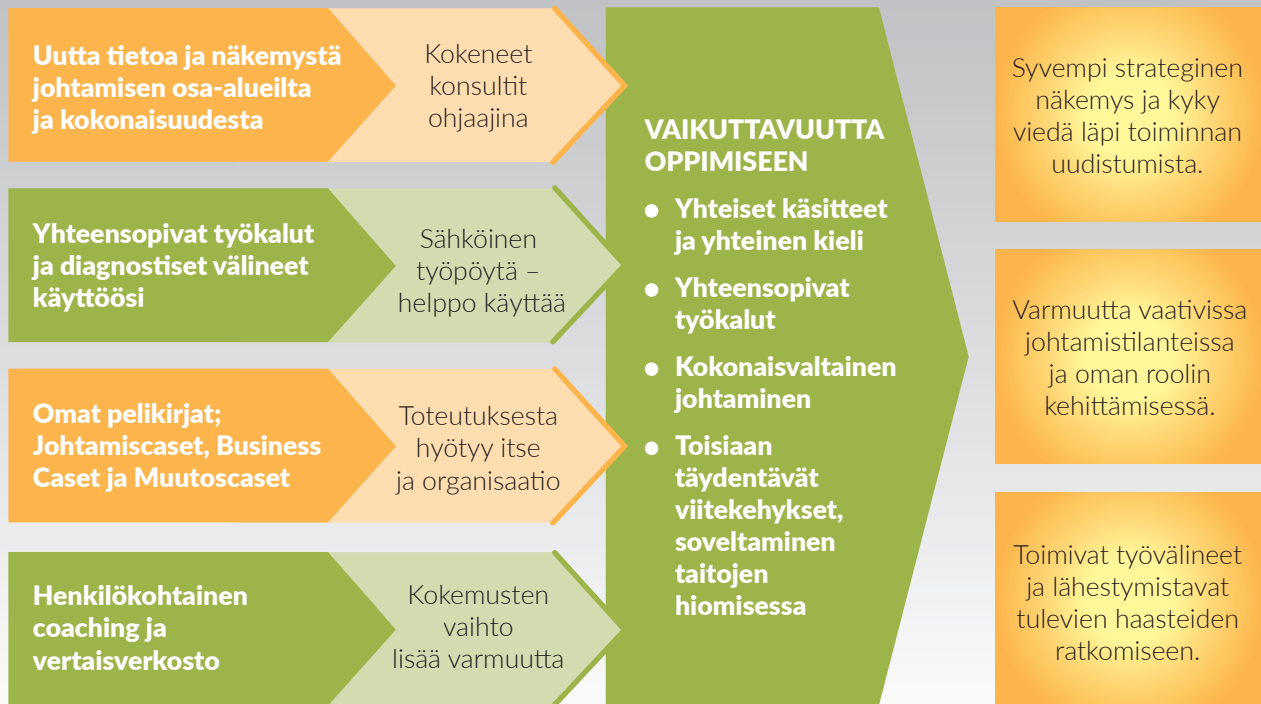 Uutta tietoa ja näkemystä
johtamisen osa-alueilta
ja kokonaisuudesta
Kokeneet
konsultit
ohjaajina
Yhteensopivat työkalut
ja diagnostiset välineet
käyttöösi
Sähköinen
työpöytä –
helppo käyttää
Omat pelikirjat;
Johtamiscaset, Business
Caset ja Muutoscaset
Toteutuksesta
hyötyy itse
ja organisaatio
Henkilökohtainen
coaching ja
vertaisverkosto
Kokemusten
vaihto
lisää varmuutta
VAIKUTTAVUUTTA
OPPIMISEEN
● Yhteiset käsitteet
ja yhteinen kieli
● Yhteensopivat
työkalut
● Kokonaisvaltainen
johtaminen
● Toisiaan
täydentävät
viitekehykset,
soveltaminen
taitojen
hiomisessa
Syvempi strateginen
näkemys ja kyky
viedä läpi toiminnan
uudistumista.
Varmuutta vaativissa
johtamistilanteissa
ja oman roolin
kehittämisessä.
Toimivat työvälineet
ja lähestymistavat
tulevien haasteiden
ratkomiseen.